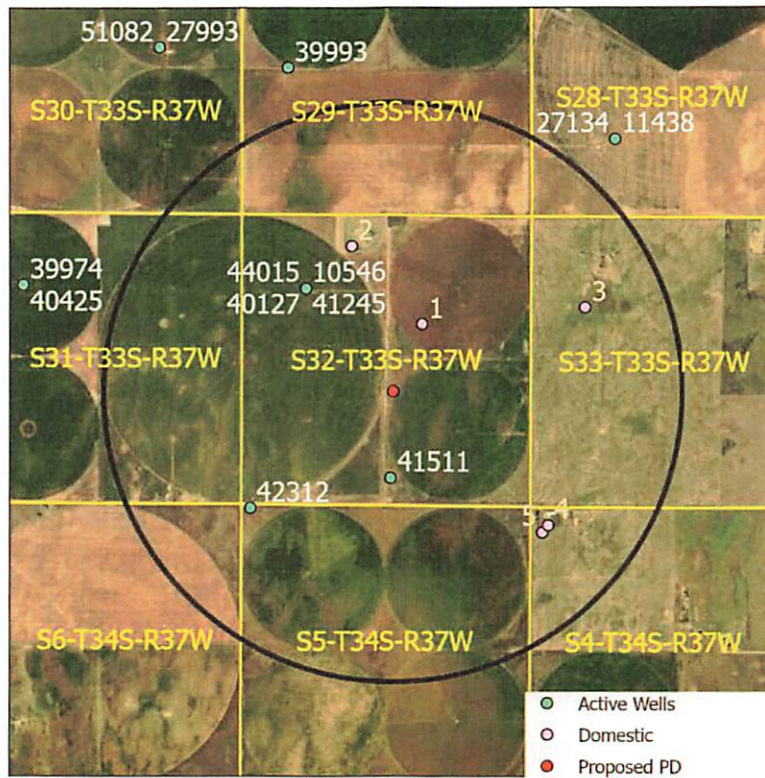 51082 27993
39993
S30-T33S-R37W
S29-T33S-R37W
S28-T33S-R37W
27134 11438
2
39974
40425
44015 10546
40127 41245
1
3
S31-T33S-R37W
S32-T33S-R37W
S33-T33S-R37W
41511
42312
5 4
S6-T34S-R37W
S5-T34S-R37W
S4-T34S-R37W
Active Wells
Domestic
Proposed PD